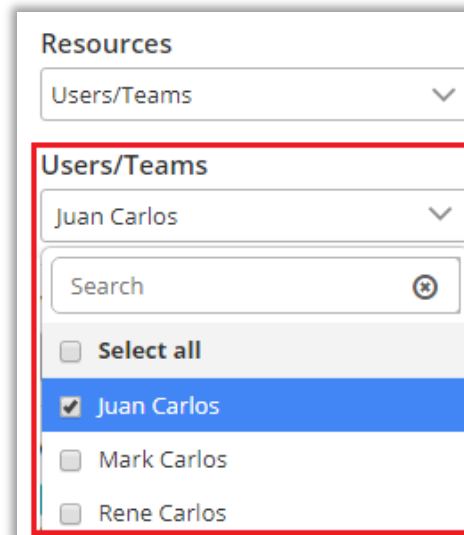 Resources
Users/Teams
Users/Teams
Juan Carlos
Search
Select all
Juan Carlos
Mark Carlos
Rene Carlos